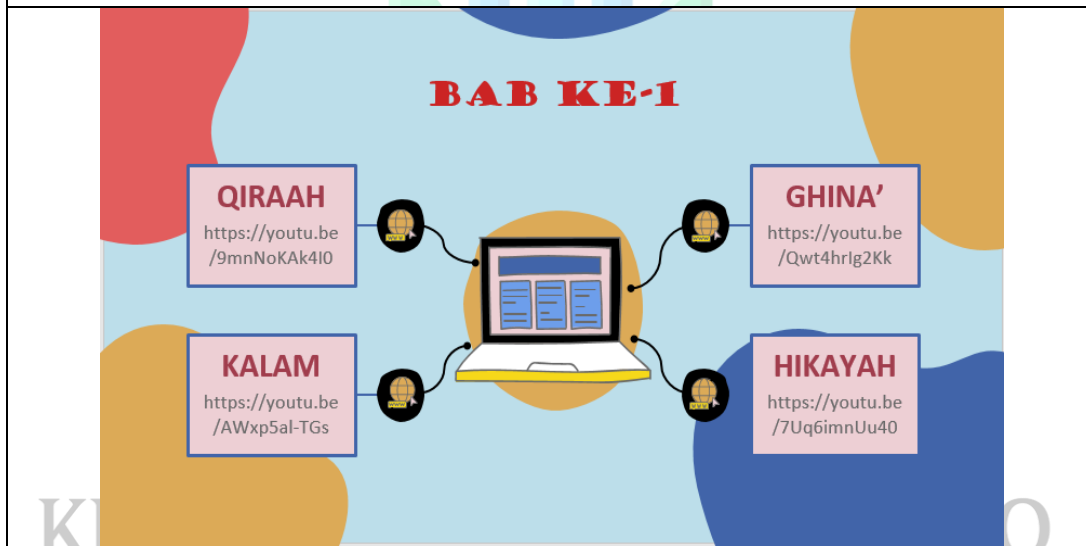 BAB KE-1
QIRAAH
https://youtu.be
/9mnNoKAk4I0
GHINA’
https://youtu.be
/Qwt4hrIg2Kk
KALAM
https://youtu.be
/AWxp5al-TGs
HIKAYAH
https://youtu.be
/7Uq6imnUu40